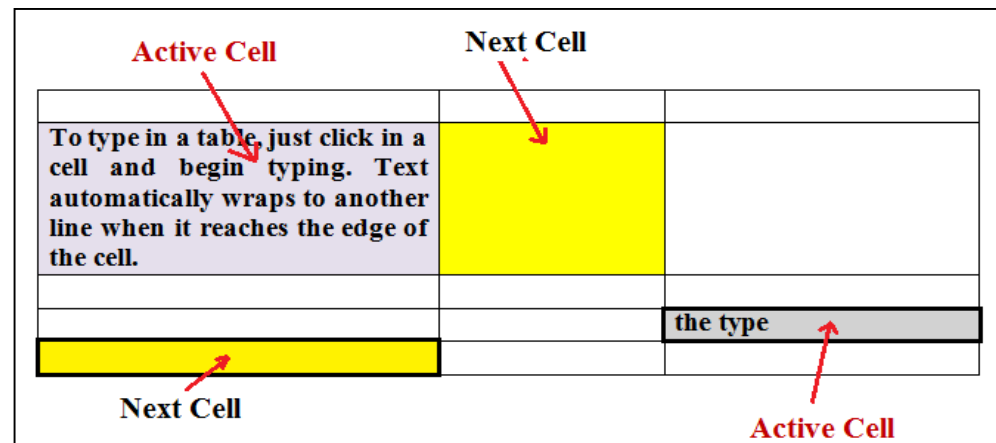 Active Cell
Next Cell
To type in a table, just click in a
cell and begin typing. Text
automatically wraps to another
line when it reaches the edge of
the cell.
the type
Next Cell
Active Cell